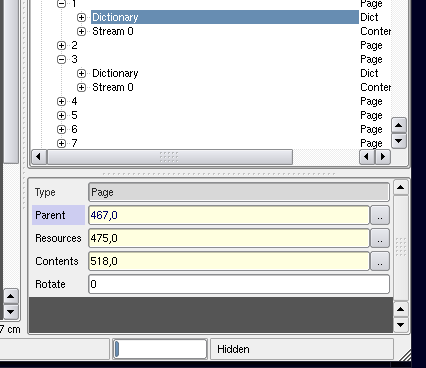 1 Page
Dictionary Dict
Stream 0 Conter
2 Page
3 Page
Dictionary Dict
Stream 0 Conter
4 Page
5 Page
6 Page
7 Page
Type Page
Parent 467,0 ..
Resources 475,0 ..
Contents 518,0 ..
Rotate 0
7 cm
Hidden